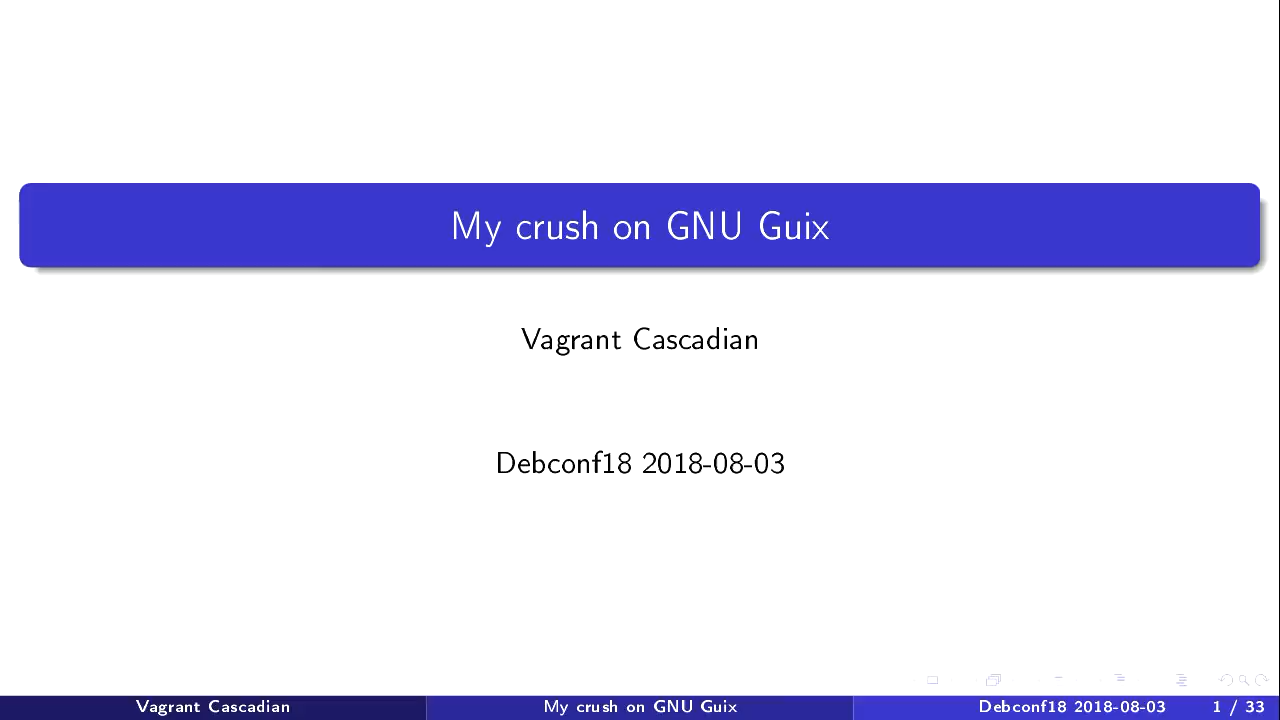 My crush on GNU Guix
Vagrant Cascadian
Debconf18 2018-08-03
Vagrant Cascadian My crush on GNU Guix Debconf18 2018-08-03 1 / 33